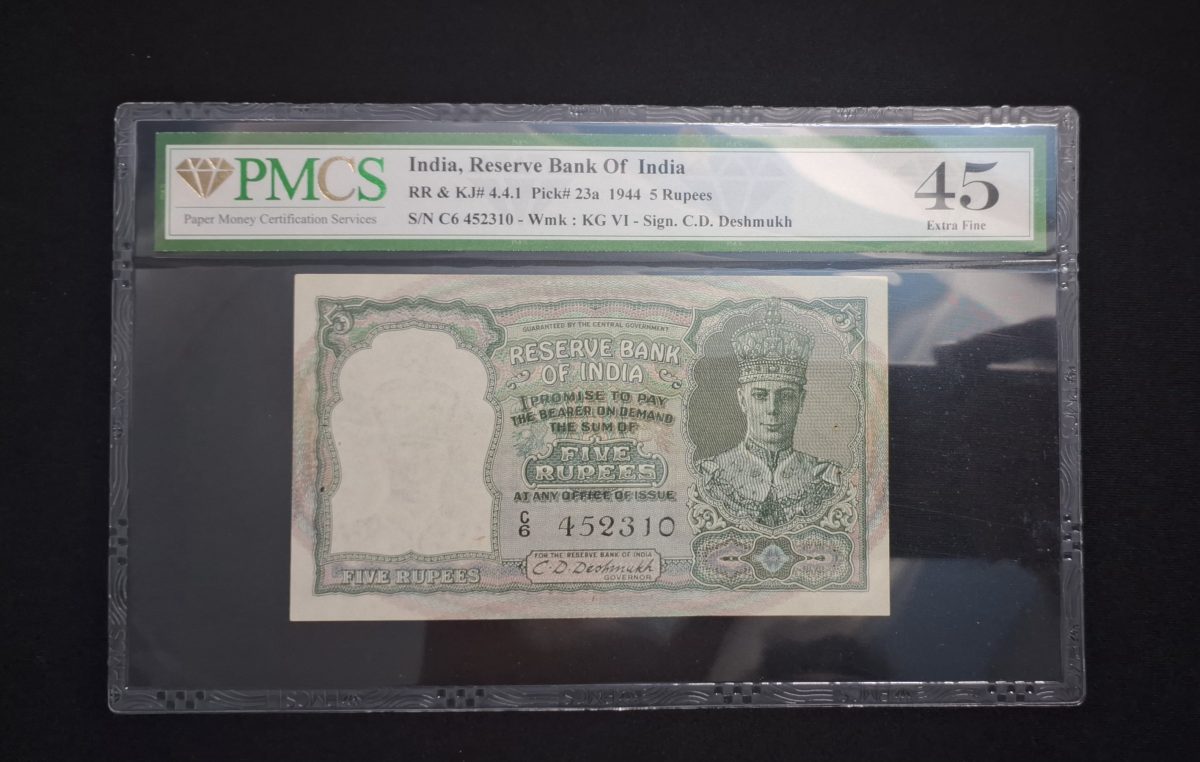 PMCS
Paper Money Certification Services
India, Reserve Bank Of India
RR & KJ# 4.4.1 Pick# 23a 1944 5 Rupees
S/N C6 452310 - Wmk : KG VI - Sign. C.D. Deshmukh
45
Extra Fine
5
5
GUARANTEED BY THE CENTRAL GOVERNMENT
RESERVE BANK
OF INDIA
I PROMISE TO PAY
THE BEARER ON DEMAND
THE SUM OF
FIVE
RUPEES
AT ANY OFFICE OF ISSUE
C/6 452310
FOR THE RESERVE BANK OF INDIA
C. D. Deshmukh
GOVERNOR
FIVE RUPEES